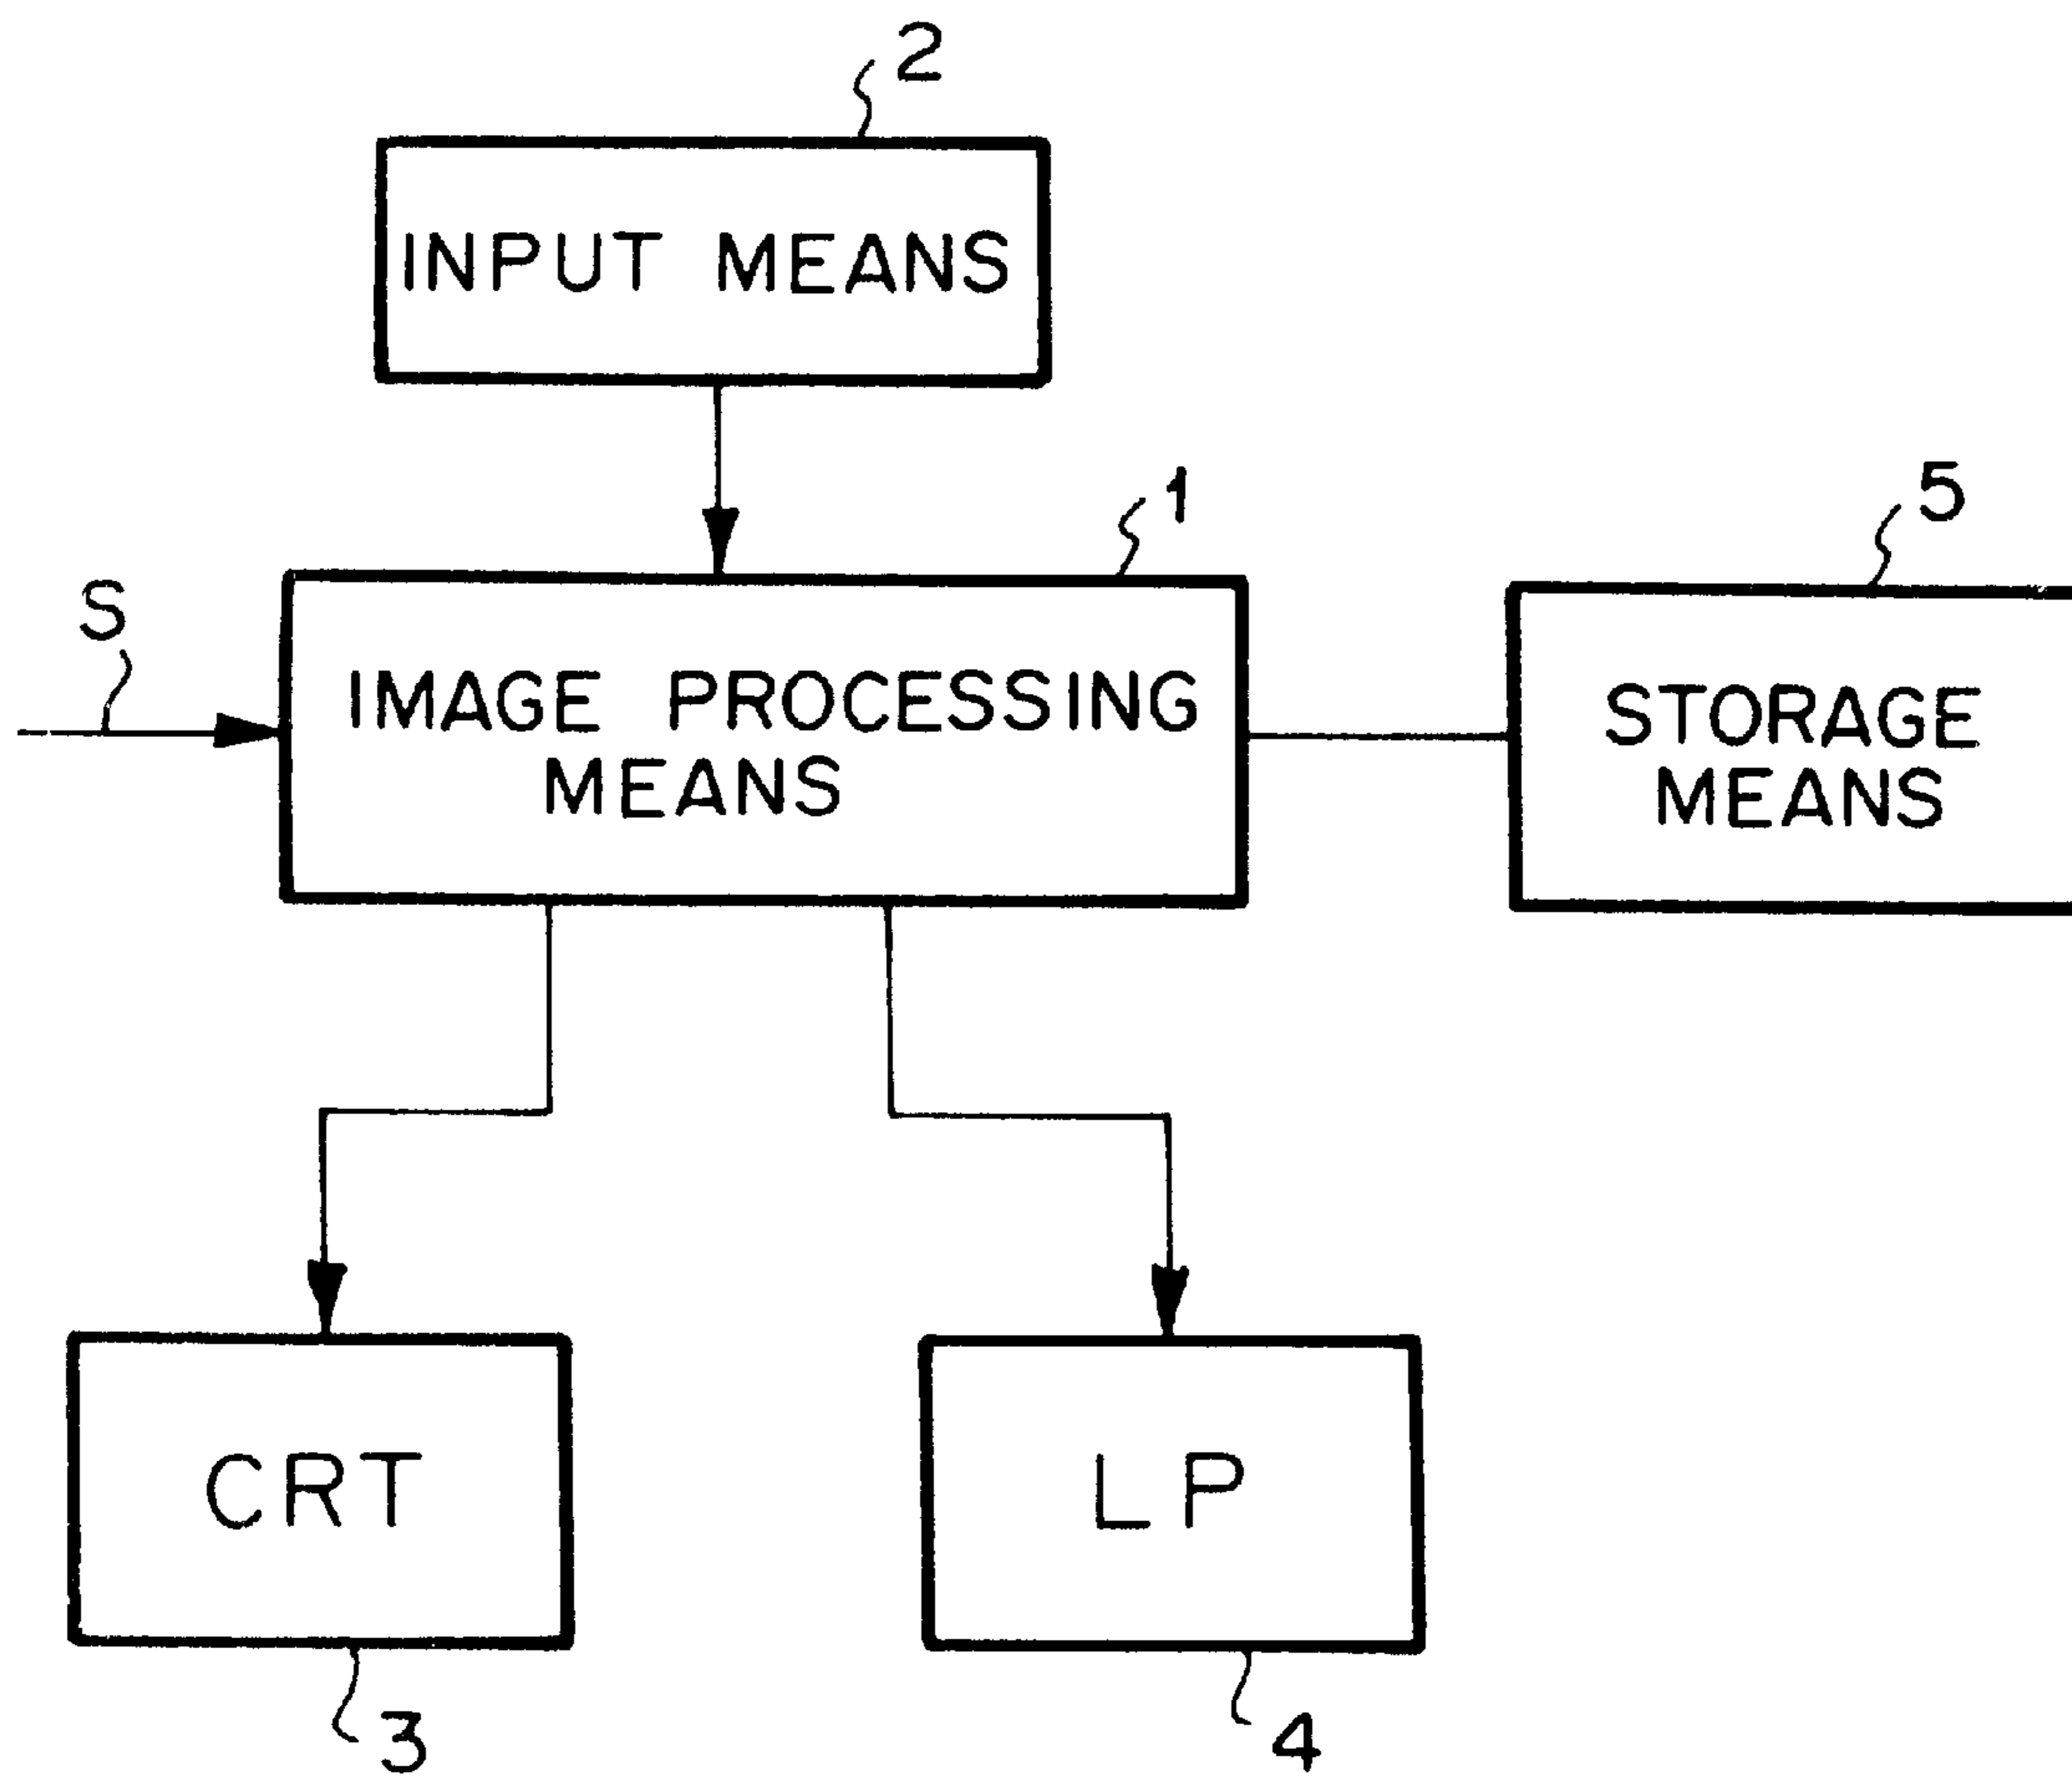 2
INPUT MEANS
1
5
S
IMAGE PROCESSING
MEANS
STORAGE
MEANS
CRT
LP
3
4